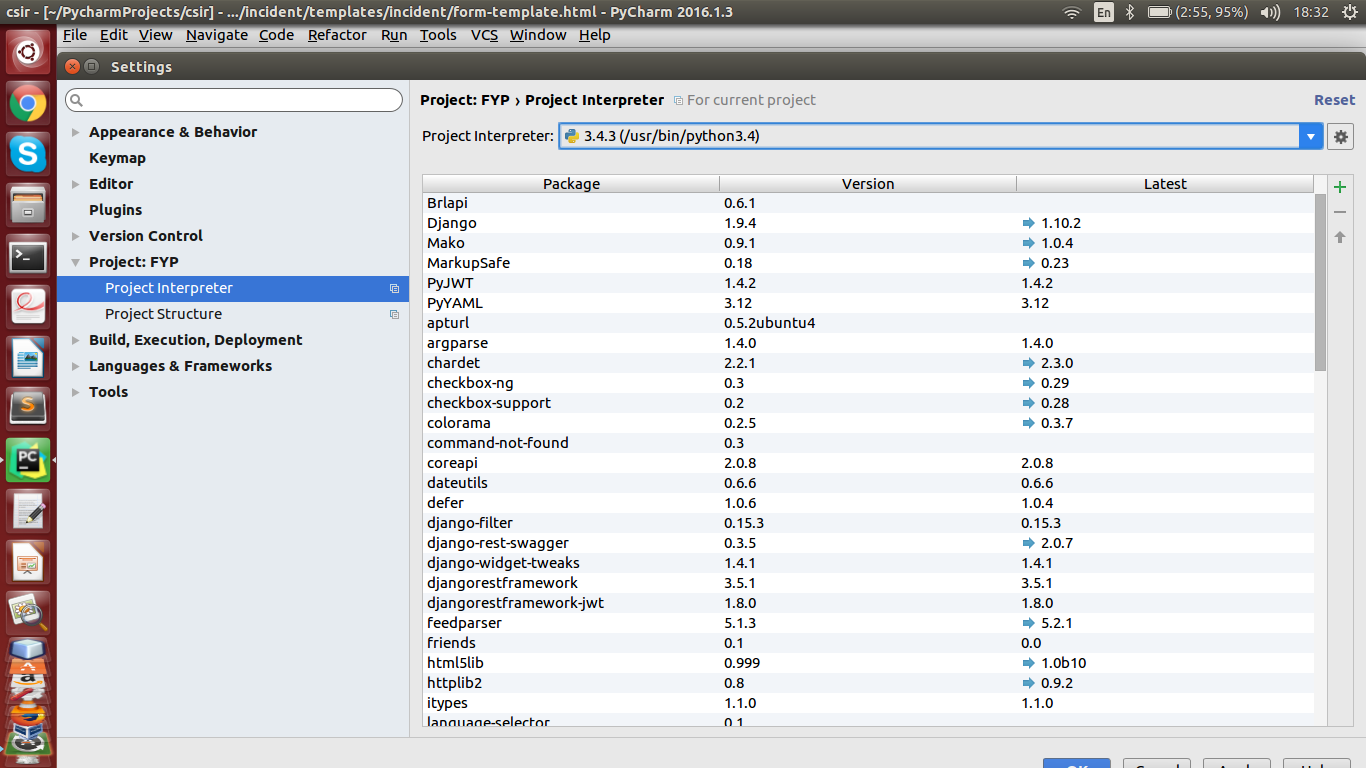 csir - [~/PycharmProjects/csir] - .../incident/templates/incident/form-template.html - PyCharm 2016.1.3 En (2:55, 95%) 18:32
File Edit View Navigate Code Refactor Run Tools VCS Window Help
Settings
Project: FYP › Project Interpreter For current project Reset
Project Interpreter: 3.4.3 (/usr/bin/python3.4)
Appearance & Behavior
Keymap
Editor
Plugins
Version Control
Project: FYP
Project Interpreter
Project Structure
Build, Execution, Deployment
Languages & Frameworks
Tools
Package Version Latest
Brlapi 0.6.1
Django 1.9.4 1.10.2
Mako 0.9.1 1.0.4
MarkupSafe 0.18 0.23
PyJWT 1.4.2 1.4.2
PyYAML 3.12 3.12
apturl 0.5.2ubuntu4
argparse 1.4.0 1.4.0
chardet 2.2.1 2.3.0
checkbox-ng 0.3 0.29
checkbox-support 0.2 0.28
colorama 0.2.5 0.3.7
command-not-found 0.3
coreapi 2.0.8 2.0.8
dateutils 0.6.6 0.6.6
defer 1.0.6 1.0.4
django-filter 0.15.3 0.15.3
django-rest-swagger 0.3.5 2.0.7
django-widget-tweaks 1.4.1 1.4.1
djangorestframework 3.5.1 3.5.1
djangorestframework-jwt 1.8.0 1.8.0
feedparser 5.1.3 5.2.1
friends 0.1 0.0
html5lib 0.999 1.0b10
httplib2 0.8 0.9.2
itypes 1.1.0 1.1.0
language-selector 0.1
PC